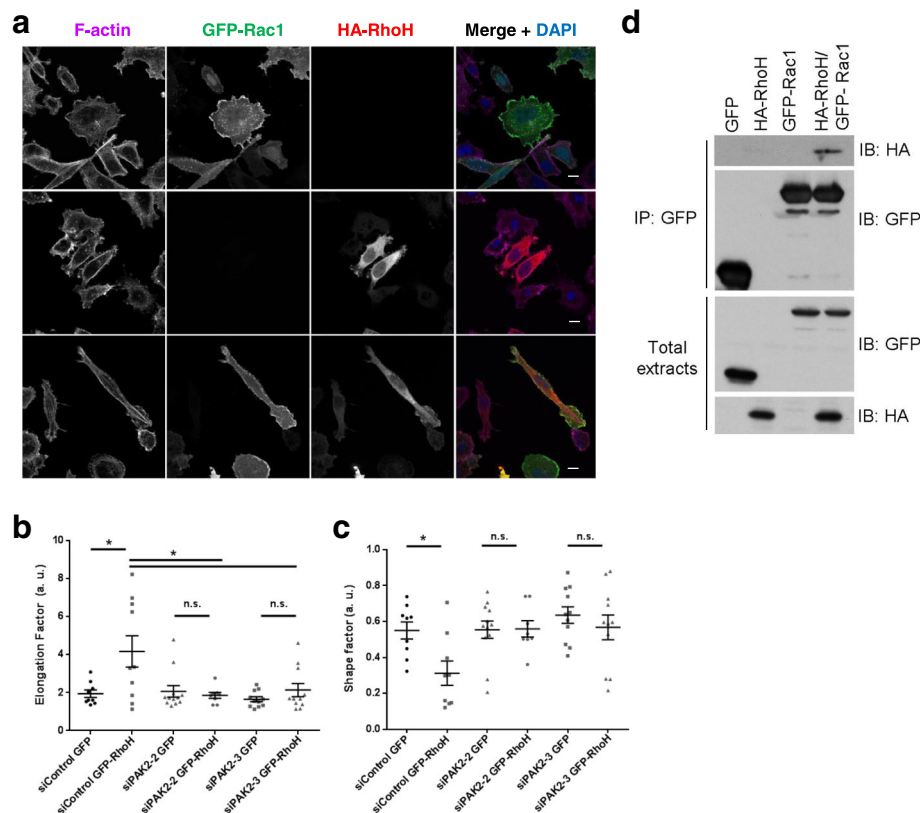 a
F-actin GFP-Rac1 HA-RhoH Merge + DAPI
d
GFP
HA-RhoH
GFP-Rac1
HA-RhoH/
GFP- Rac1
IB: HA
IP: GFP
IB: GFP
Total
extracts
IB: GFP
IB: HA
b
Elongation Factor (a. u.)
10
8
6
4
2
0
*
*
n.s.
n.s.
siControl GFP
siControl GFP-RhoH
siPAK2-2 GFP
siPAK2-2 GFP-RhoH
siPAK2-3 GFP
siPAK2-3 GFP-RhoH
c
Shape factor (a. u.)
1.0
0.8
0.6
0.4
0.2
0.0
*
n.s.
n.s.
siControl GFP
siControl GFP-RhoH
siPAK2-2 GFP
siPAK2-2 GFP-RhoH
siPAK2-3 GFP
siPAK2-3 GFP-RhoH